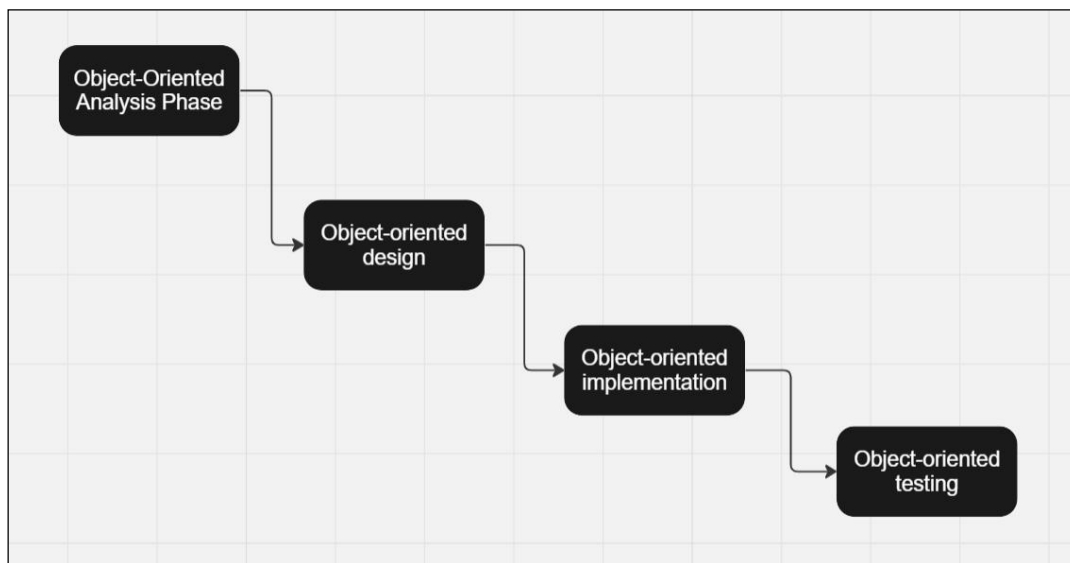 Object-Oriented
Analysis Phase
Object-oriented
design
Object-oriented
implementation
Object-oriented
testing